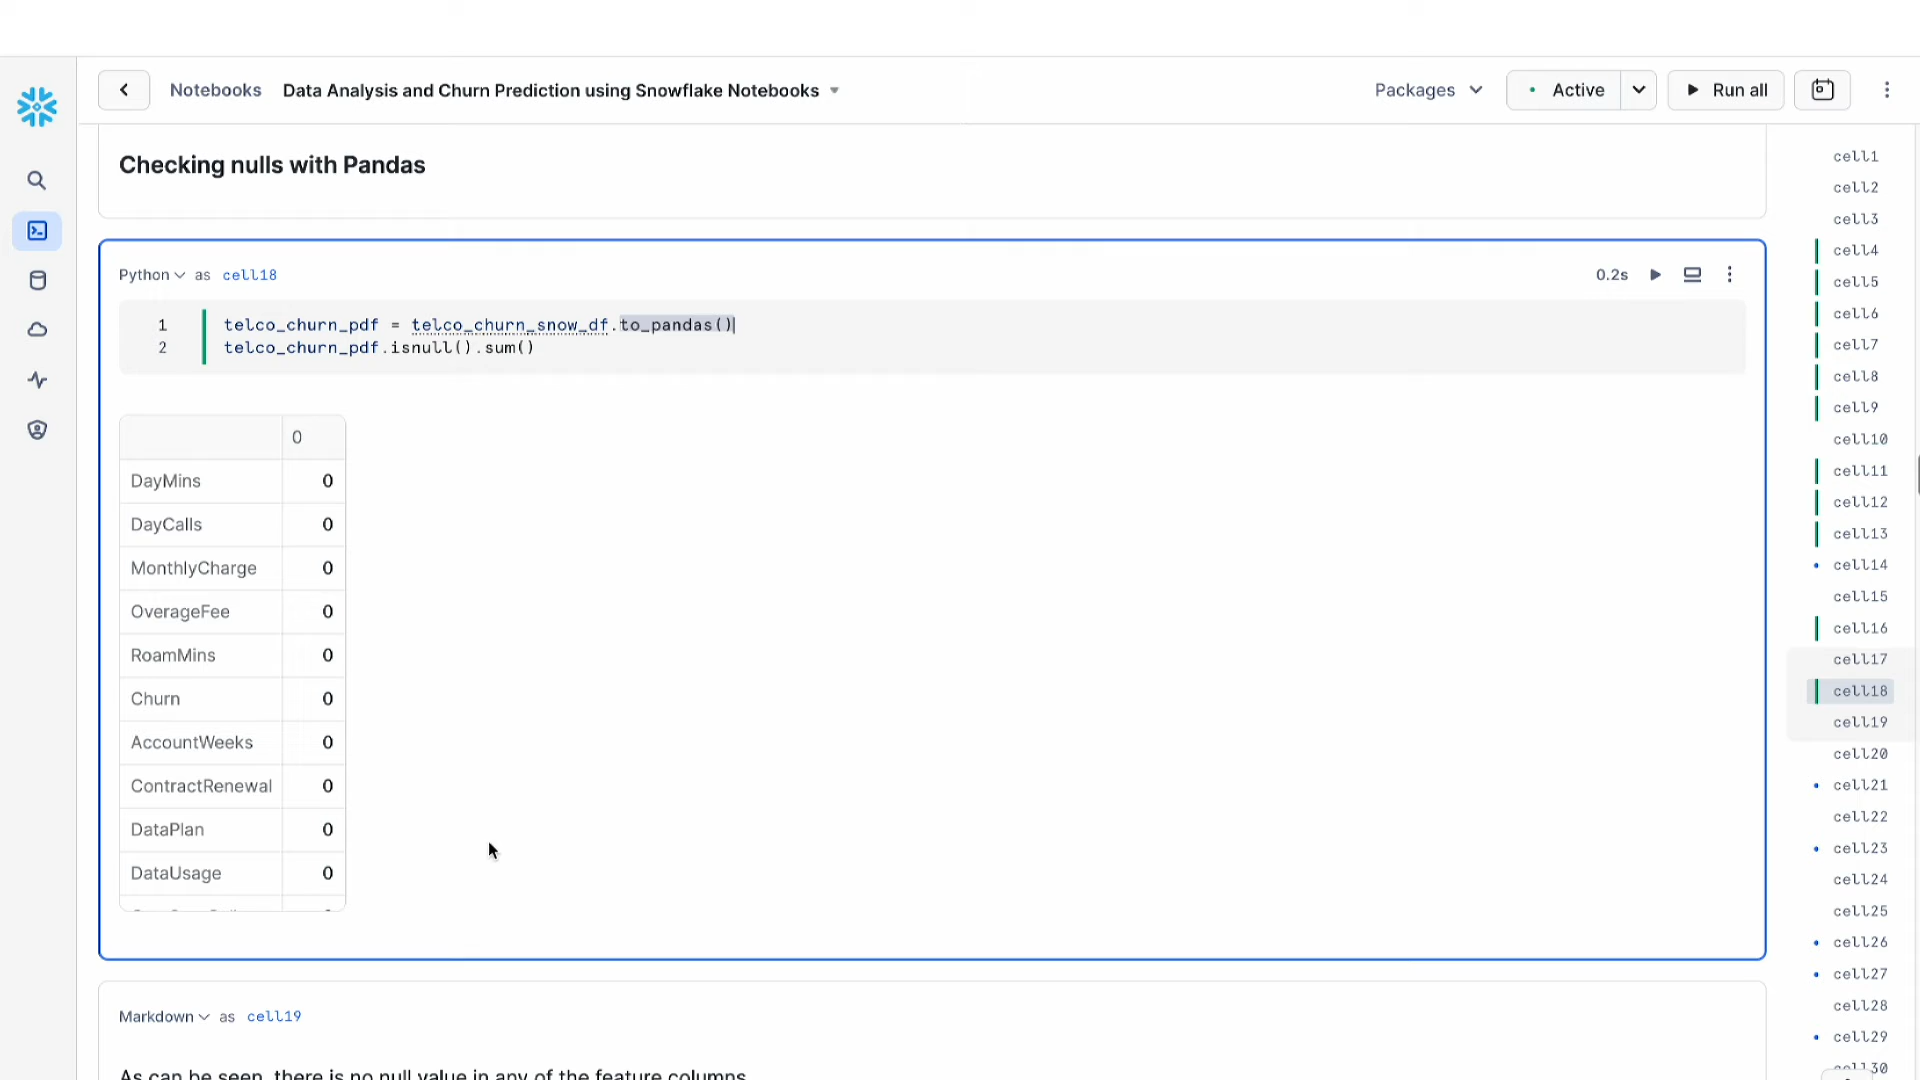 Notebooks Data Analysis and Churn Prediction using Snowflake Notebooks
Packages Active Run all
Checking nulls with Pandas
Python as cell18 0.2s
1 telco_churn_pdf = telco_churn_snow_df.to_pandas()
2 telco_churn_pdf.isnull().sum()
0
DayMins 0
DayCalls 0
MonthlyCharge 0
OverageFee 0
RoamMins 0
Churn 0
AccountWeeks 0
ContractRenewal 0
DataPlan 0
DataUsage 0
Markdown as cell19
As can be seen, there is no null value in any of the feature columns
cell1
cell2
cell3
cell4
cell5
cell6
cell7
cell8
cell9
cell10
cell11
cell12
cell13
cell14
cell15
cell16
cell17
cell18
cell19
cell20
cell21
cell22
cell23
cell24
cell25
cell26
cell27
cell28
cell29
cell30